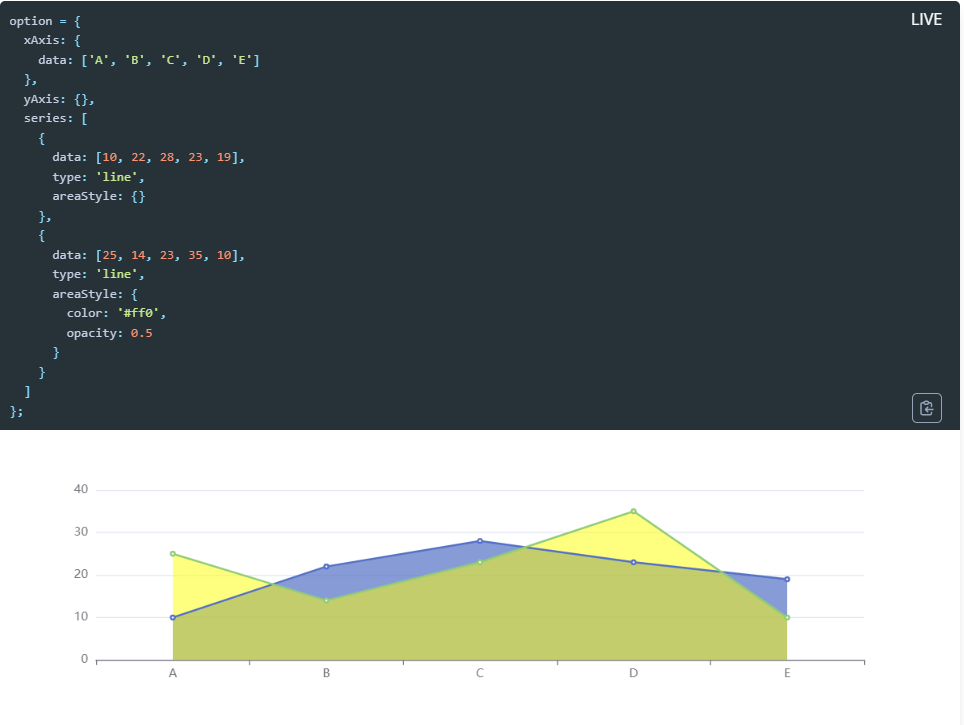 LIVE
option = {
  xAxis: {
    data: ['A', 'B', 'C', 'D', 'E']
  },
  yAxis: {},
  series: [
    {
      data: [10, 22, 28, 23, 19],
      type: 'line',
      areaStyle: {}
    },
    {
      data: [25, 14, 23, 35, 10],
      type: 'line',
      areaStyle: {
        color: '#ff0',
        opacity: 0.5
      }
    }
  ]
};
40
30
20
10
0
A B C D E